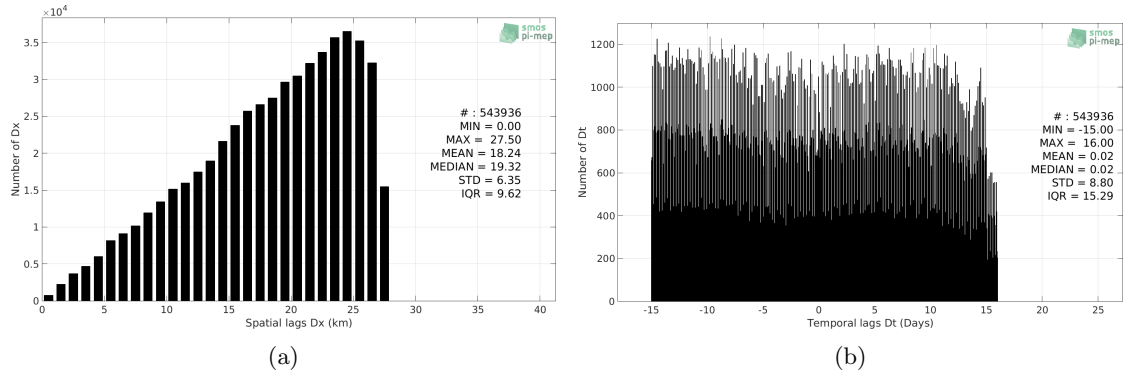 ×10⁴
3.5
3
2.5
2
1.5
1
0.5
0
Number of Dx
smos
pi-mep
# : 543936
MIN = 0.00
MAX = 27.50
MEAN = 18.24
MEDIAN = 19.32
STD = 6.35
IQR = 9.62
0 5 10 15 20 25 30 35 40
Spatial lags Dx (km)
(a)
1200
1000
800
600
400
200
0
Number of Dt
smos
pi-mep
# : 543936
MIN = -15.00
MAX = 16.00
MEAN = 0.02
MEDIAN = 0.02
STD = 8.80
IQR = 15.29
-15 -10 -5 0 5 10 15 20 25
Temporal lags Dt (Days)
(b)